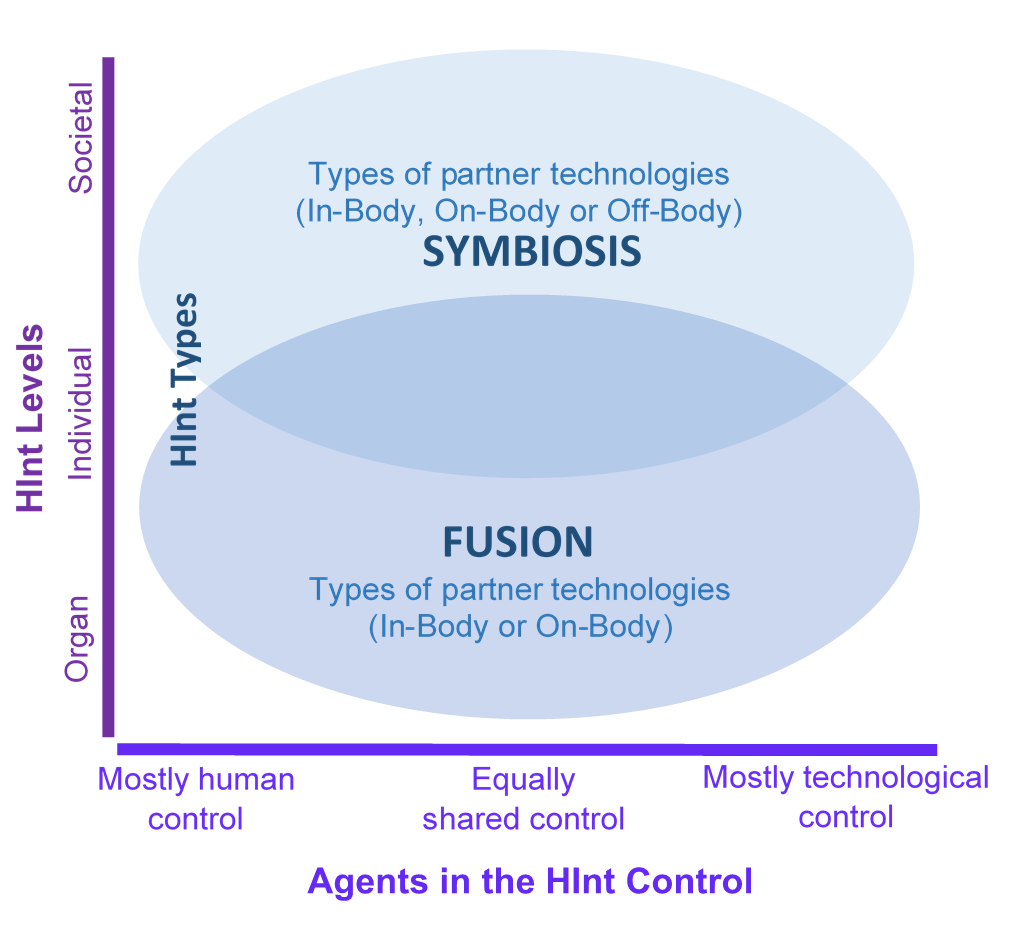 HInt Levels
Societal
Individual
Organ
HInt Types
Types of partner technologies
(In-Body, On-Body or Off-Body)
SYMBIOSIS
FUSION
Types of partner technologies
(In-Body or On-Body)
Mostly human
control
Equally
shared control
Mostly technological
control
Agents in the HInt Control